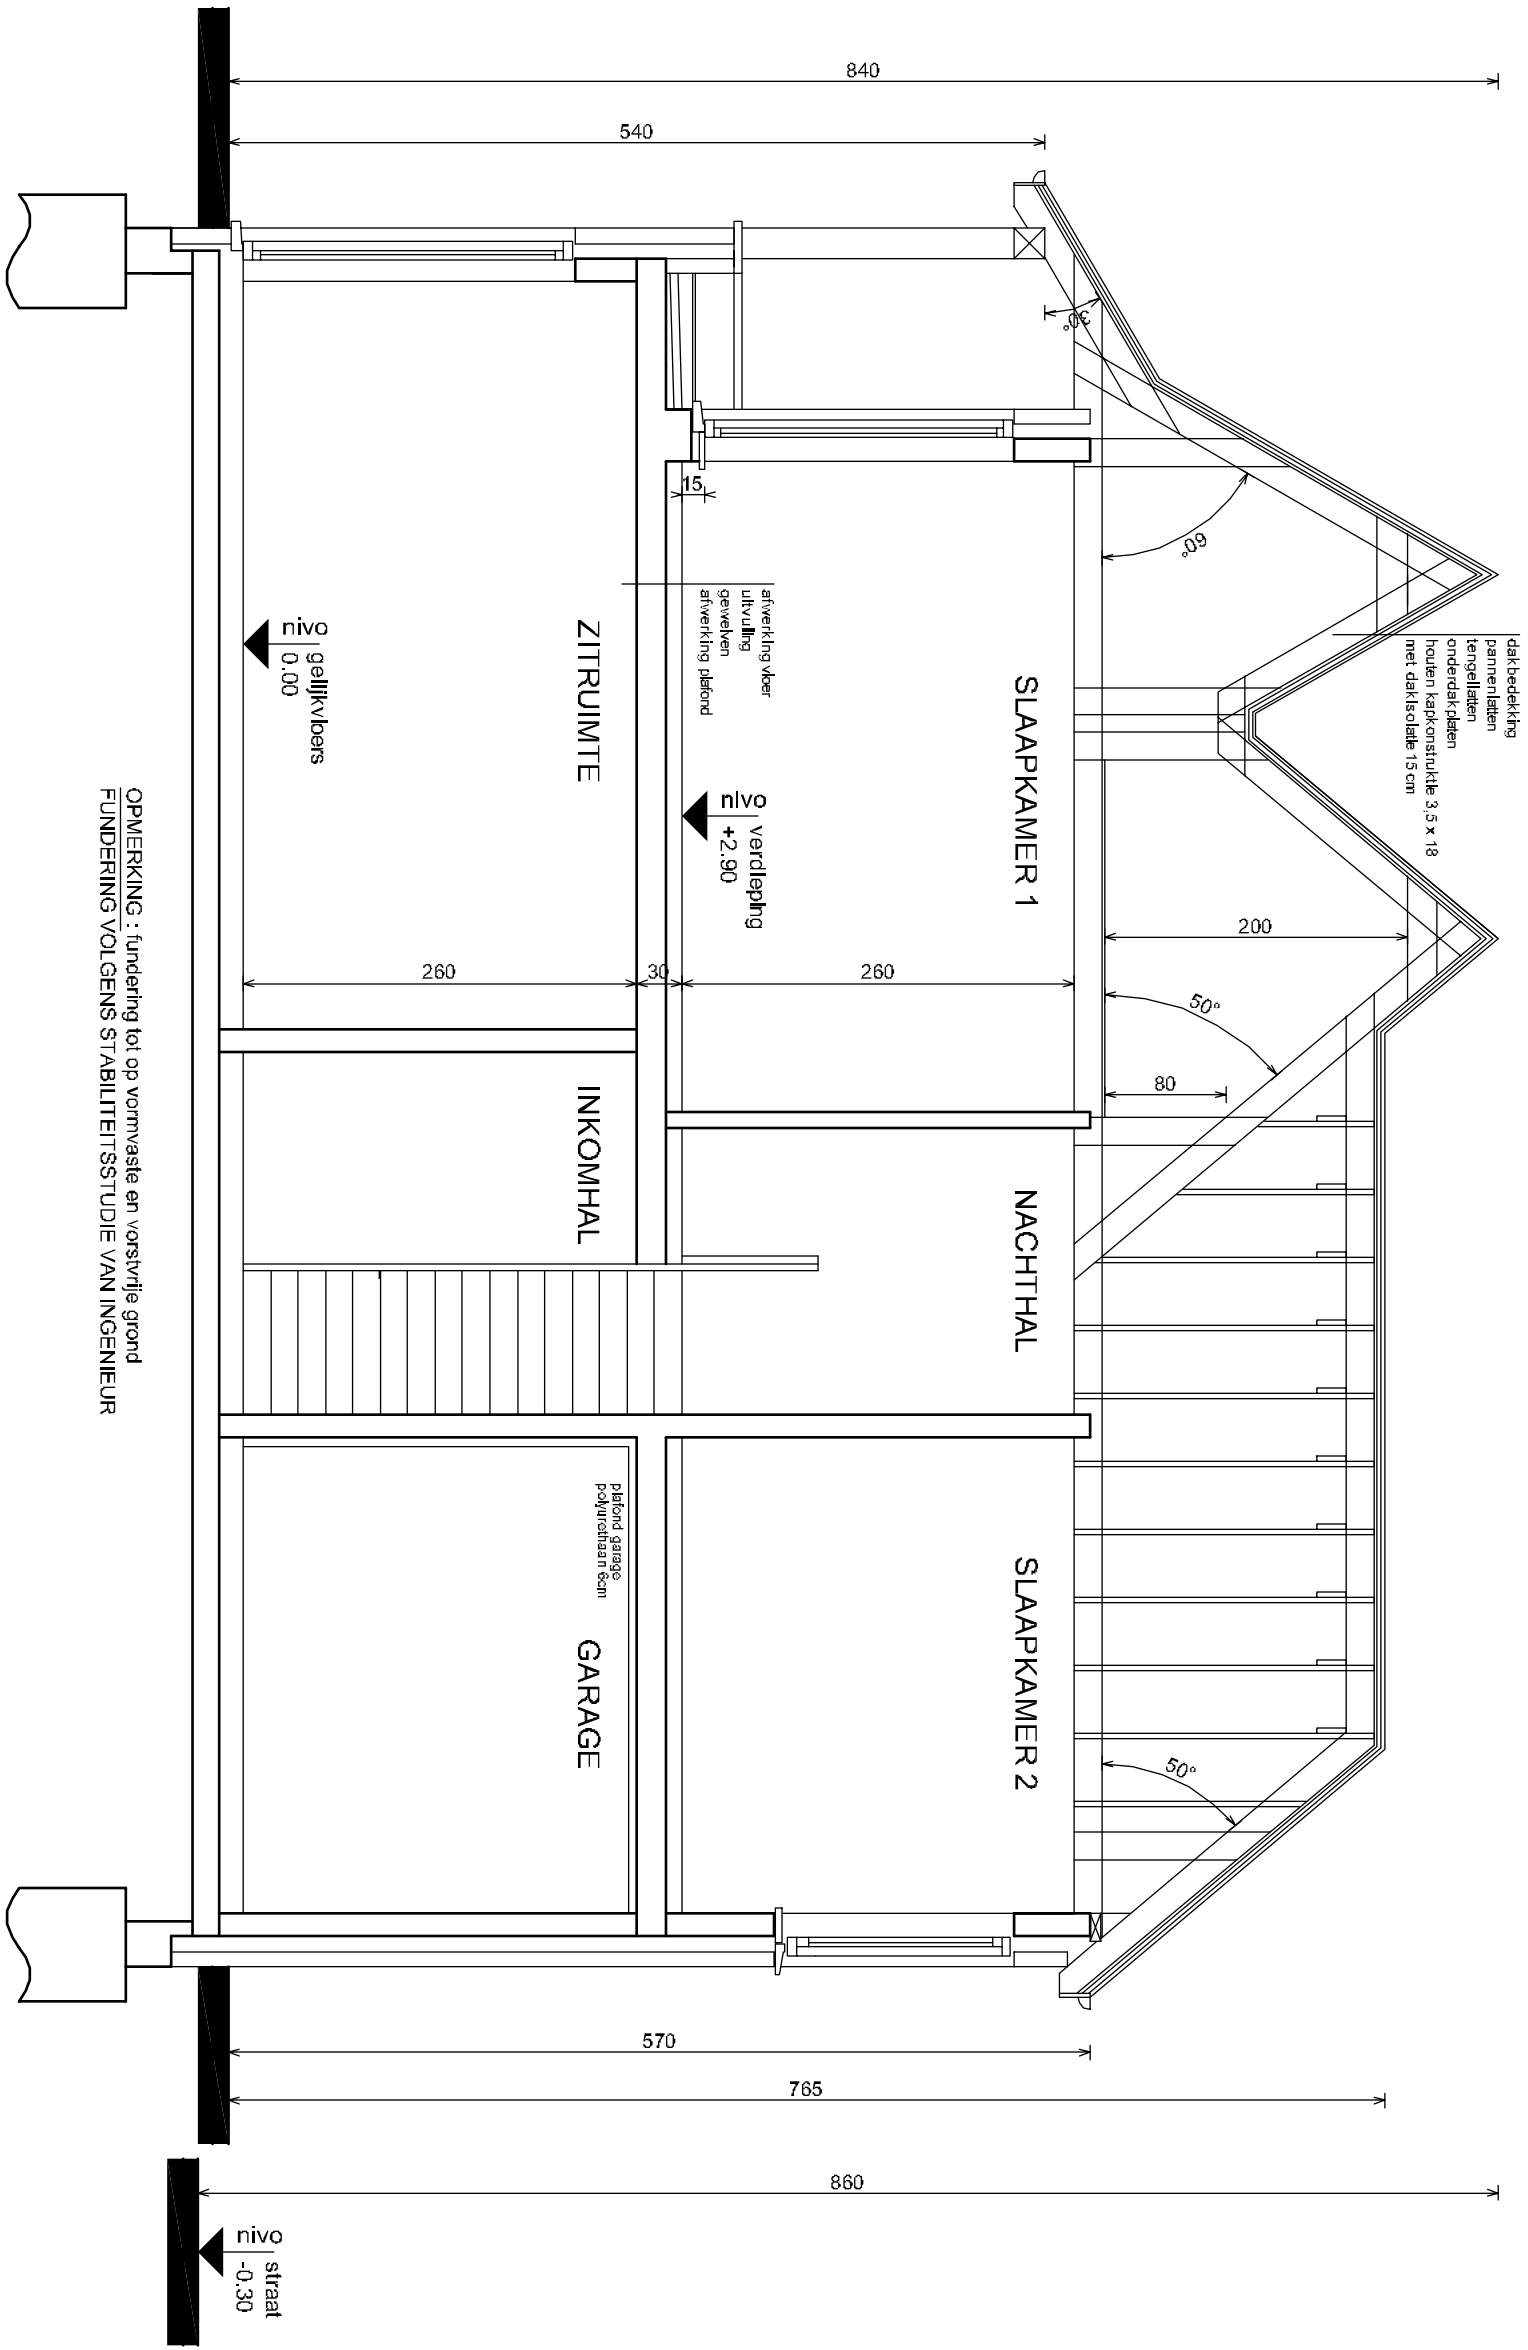 dakbedekking
pannenlatten
tengellatten
onderdakplaten
houten kapkonstruktie 3,5 x 18
met dakisolatie 15 cm
840
540
30°
60°
200
50°
80
50°
SLAAPKAMER 1
NACHTHAL
SLAAPKAMER 2
15
afwerking vloer
uitvulling
gewelven
afwerking plafond
nivo verdieping
+2.90
260
30
260
ZITRUIMTE
INKOMHAL
plafond garage
polyurethaan 6cm
GARAGE
nivo gelijkvloers
0.00
570
765
860
nivo straat
-0.30
OPMERKING : fundering tot op vormvaste en vorstvrije grond
FUNDERING VOLGENS STABILITEITSSTUDIE VAN INGENIEUR